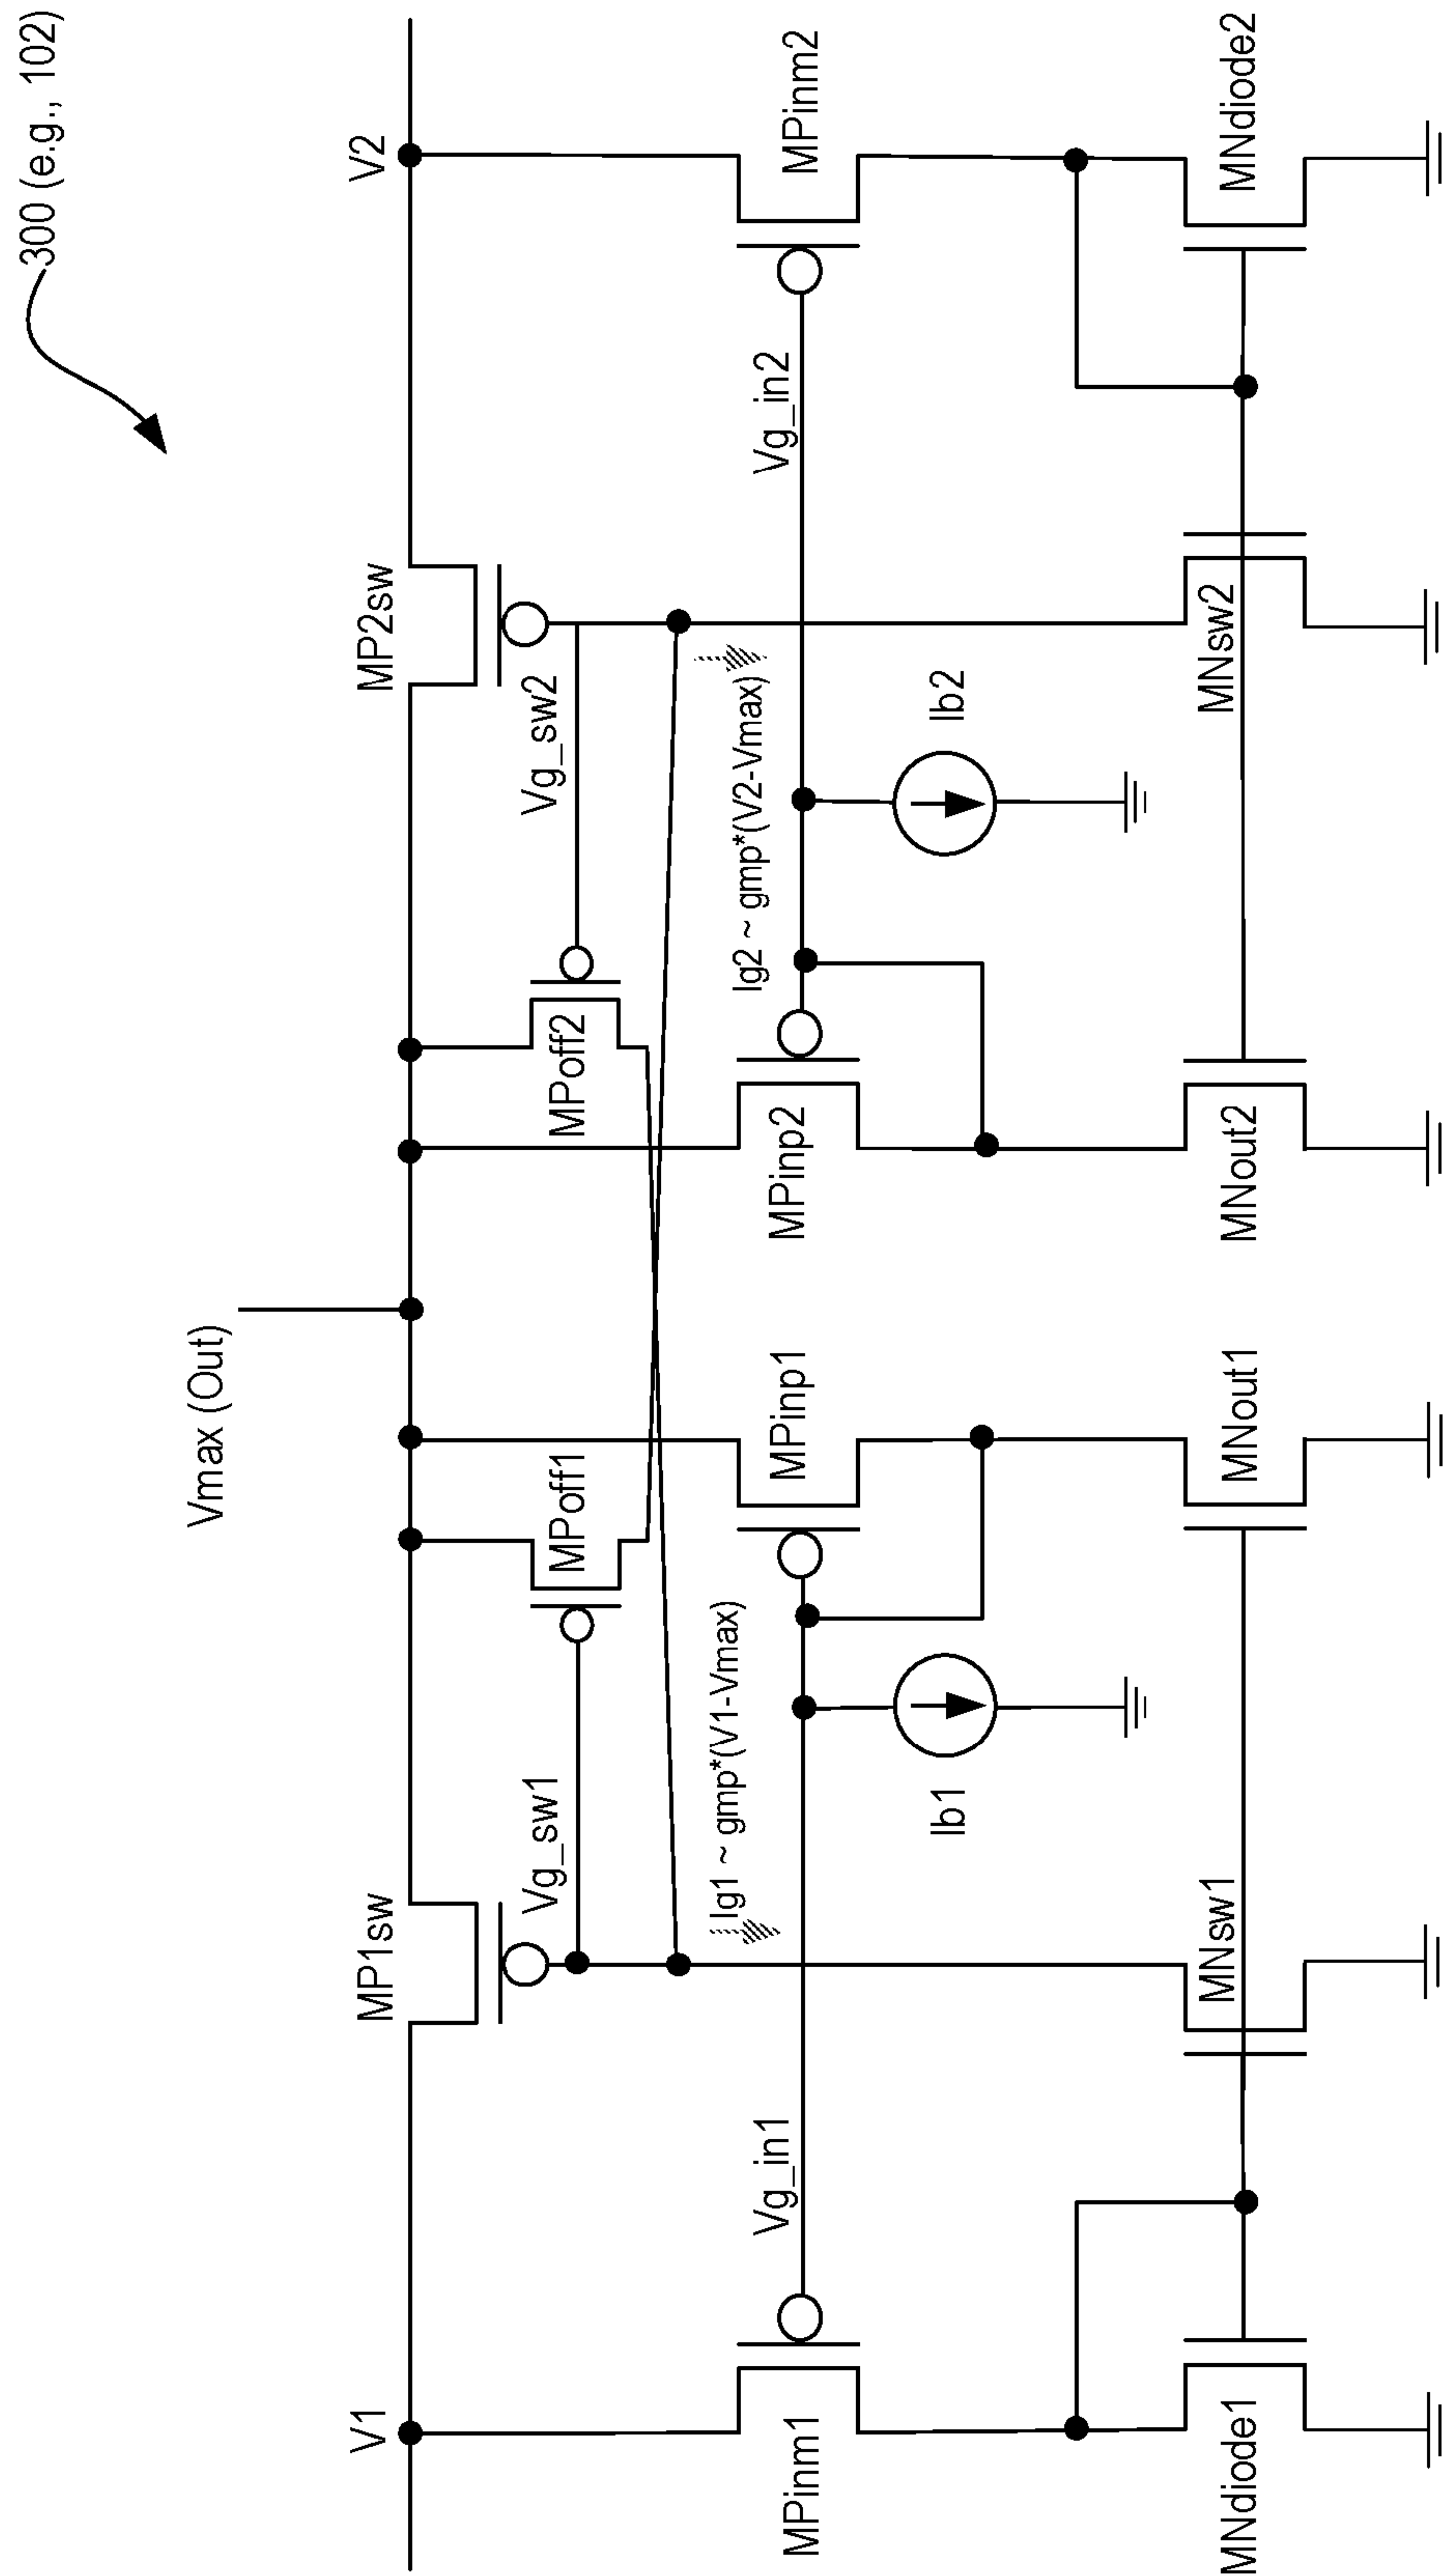 300 (e.g., 102)
Vmax (Out)
V1
MP1sw
MP2sw
V2
Vg_sw1
MPoff1
MPoff2
Vg_sw2
Ig1 ~ gmp*(V1-Vmax)
Ig2 ~ gmp*(V2-Vmax)
MPinm1
Vg_in1
MPinp1
MPinp2
Vg_in2
MPinm2
Ib1
Ib2
MNdiode1
MNsw1
MNout1
MNout2
MNsw2
MNdiode2